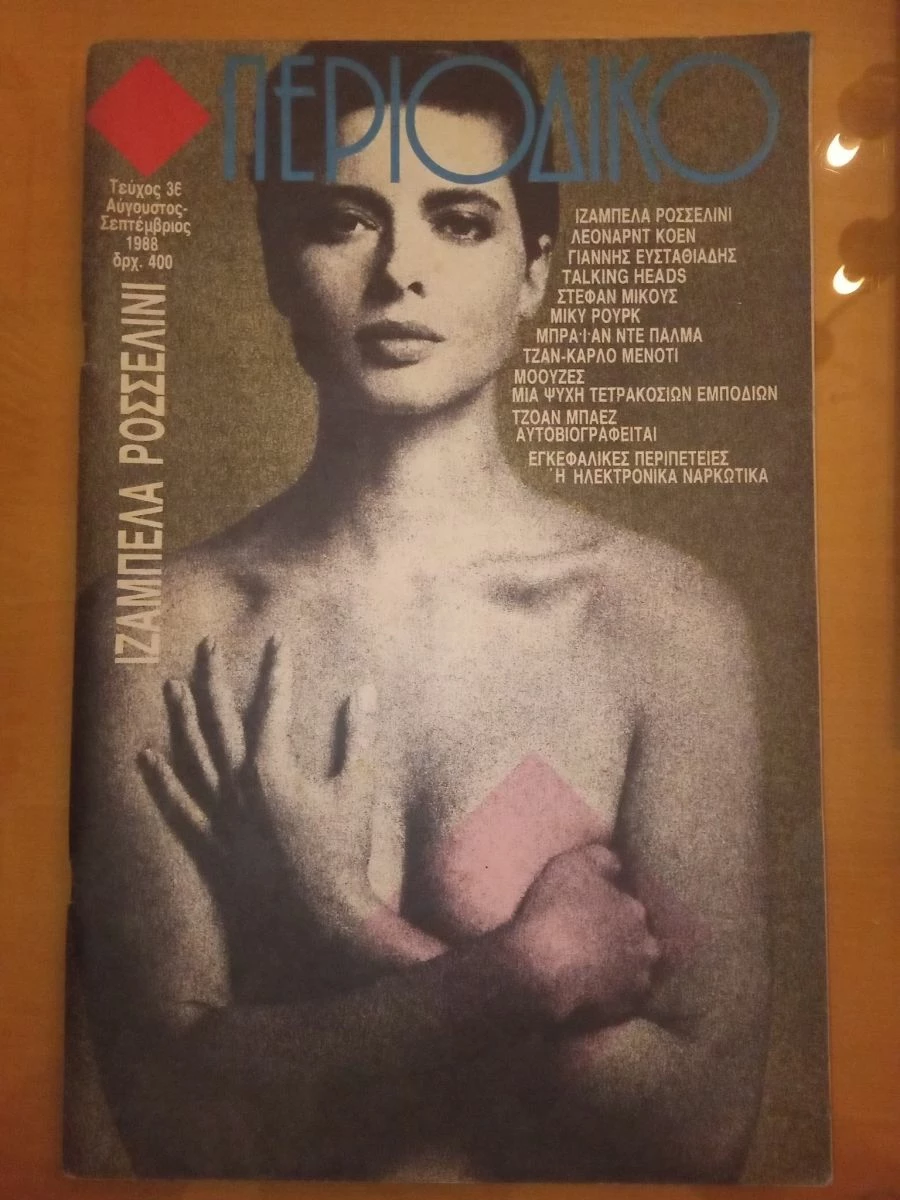 ΠΕΡΙΟΔΙΚΟ
Τεύχος 36
Αύγουστος-
Σεπτέμβριος
1988
δρχ. 400
ΙΖΑΜΠΕΛΑ ΡΟΣΣΕΛΙΝΙ
ΙΖΑΜΠΕΛΑ ΡΟΣΣΕΛΙΝΙ
ΛΕΟΝΑΡΝΤ ΚΟΕΝ
ΓΙΑΝΝΗΣ ΕΥΣΤΑΘΙΑΔΗΣ
TALKING HEADS
ΣΤΕΦΑΝ ΜΙΚΟΥΣ
ΜΙΚΥ ΡΟΥΡΚ
ΜΠΡΑ·Ι·ΑΝ ΝΤΕ ΠΑΛΜΑ
ΤΖΑΝ-ΚΑΡΛΟ ΜΕΝΟΤΙ
ΜΟΟΥΖΕΣ
ΜΙΑ ΨΥΧΗ ΤΕΤΡΑΚΟΣΙΩΝ ΕΜΠΟΔΙΩΝ
ΤΖΟΑΝ ΜΠΑΕΖ
ΑΥΤΟΒΙΟΓΡΑΦΕΙΤΑΙ
ΕΓΚΕΦΑΛΙΚΕΣ ΠΕΡΙΠΕΤΕΙΕΣ
Ή ΗΛΕΚΤΡΟΝΙΚΑ ΝΑΡΚΩΤΙΚΑ